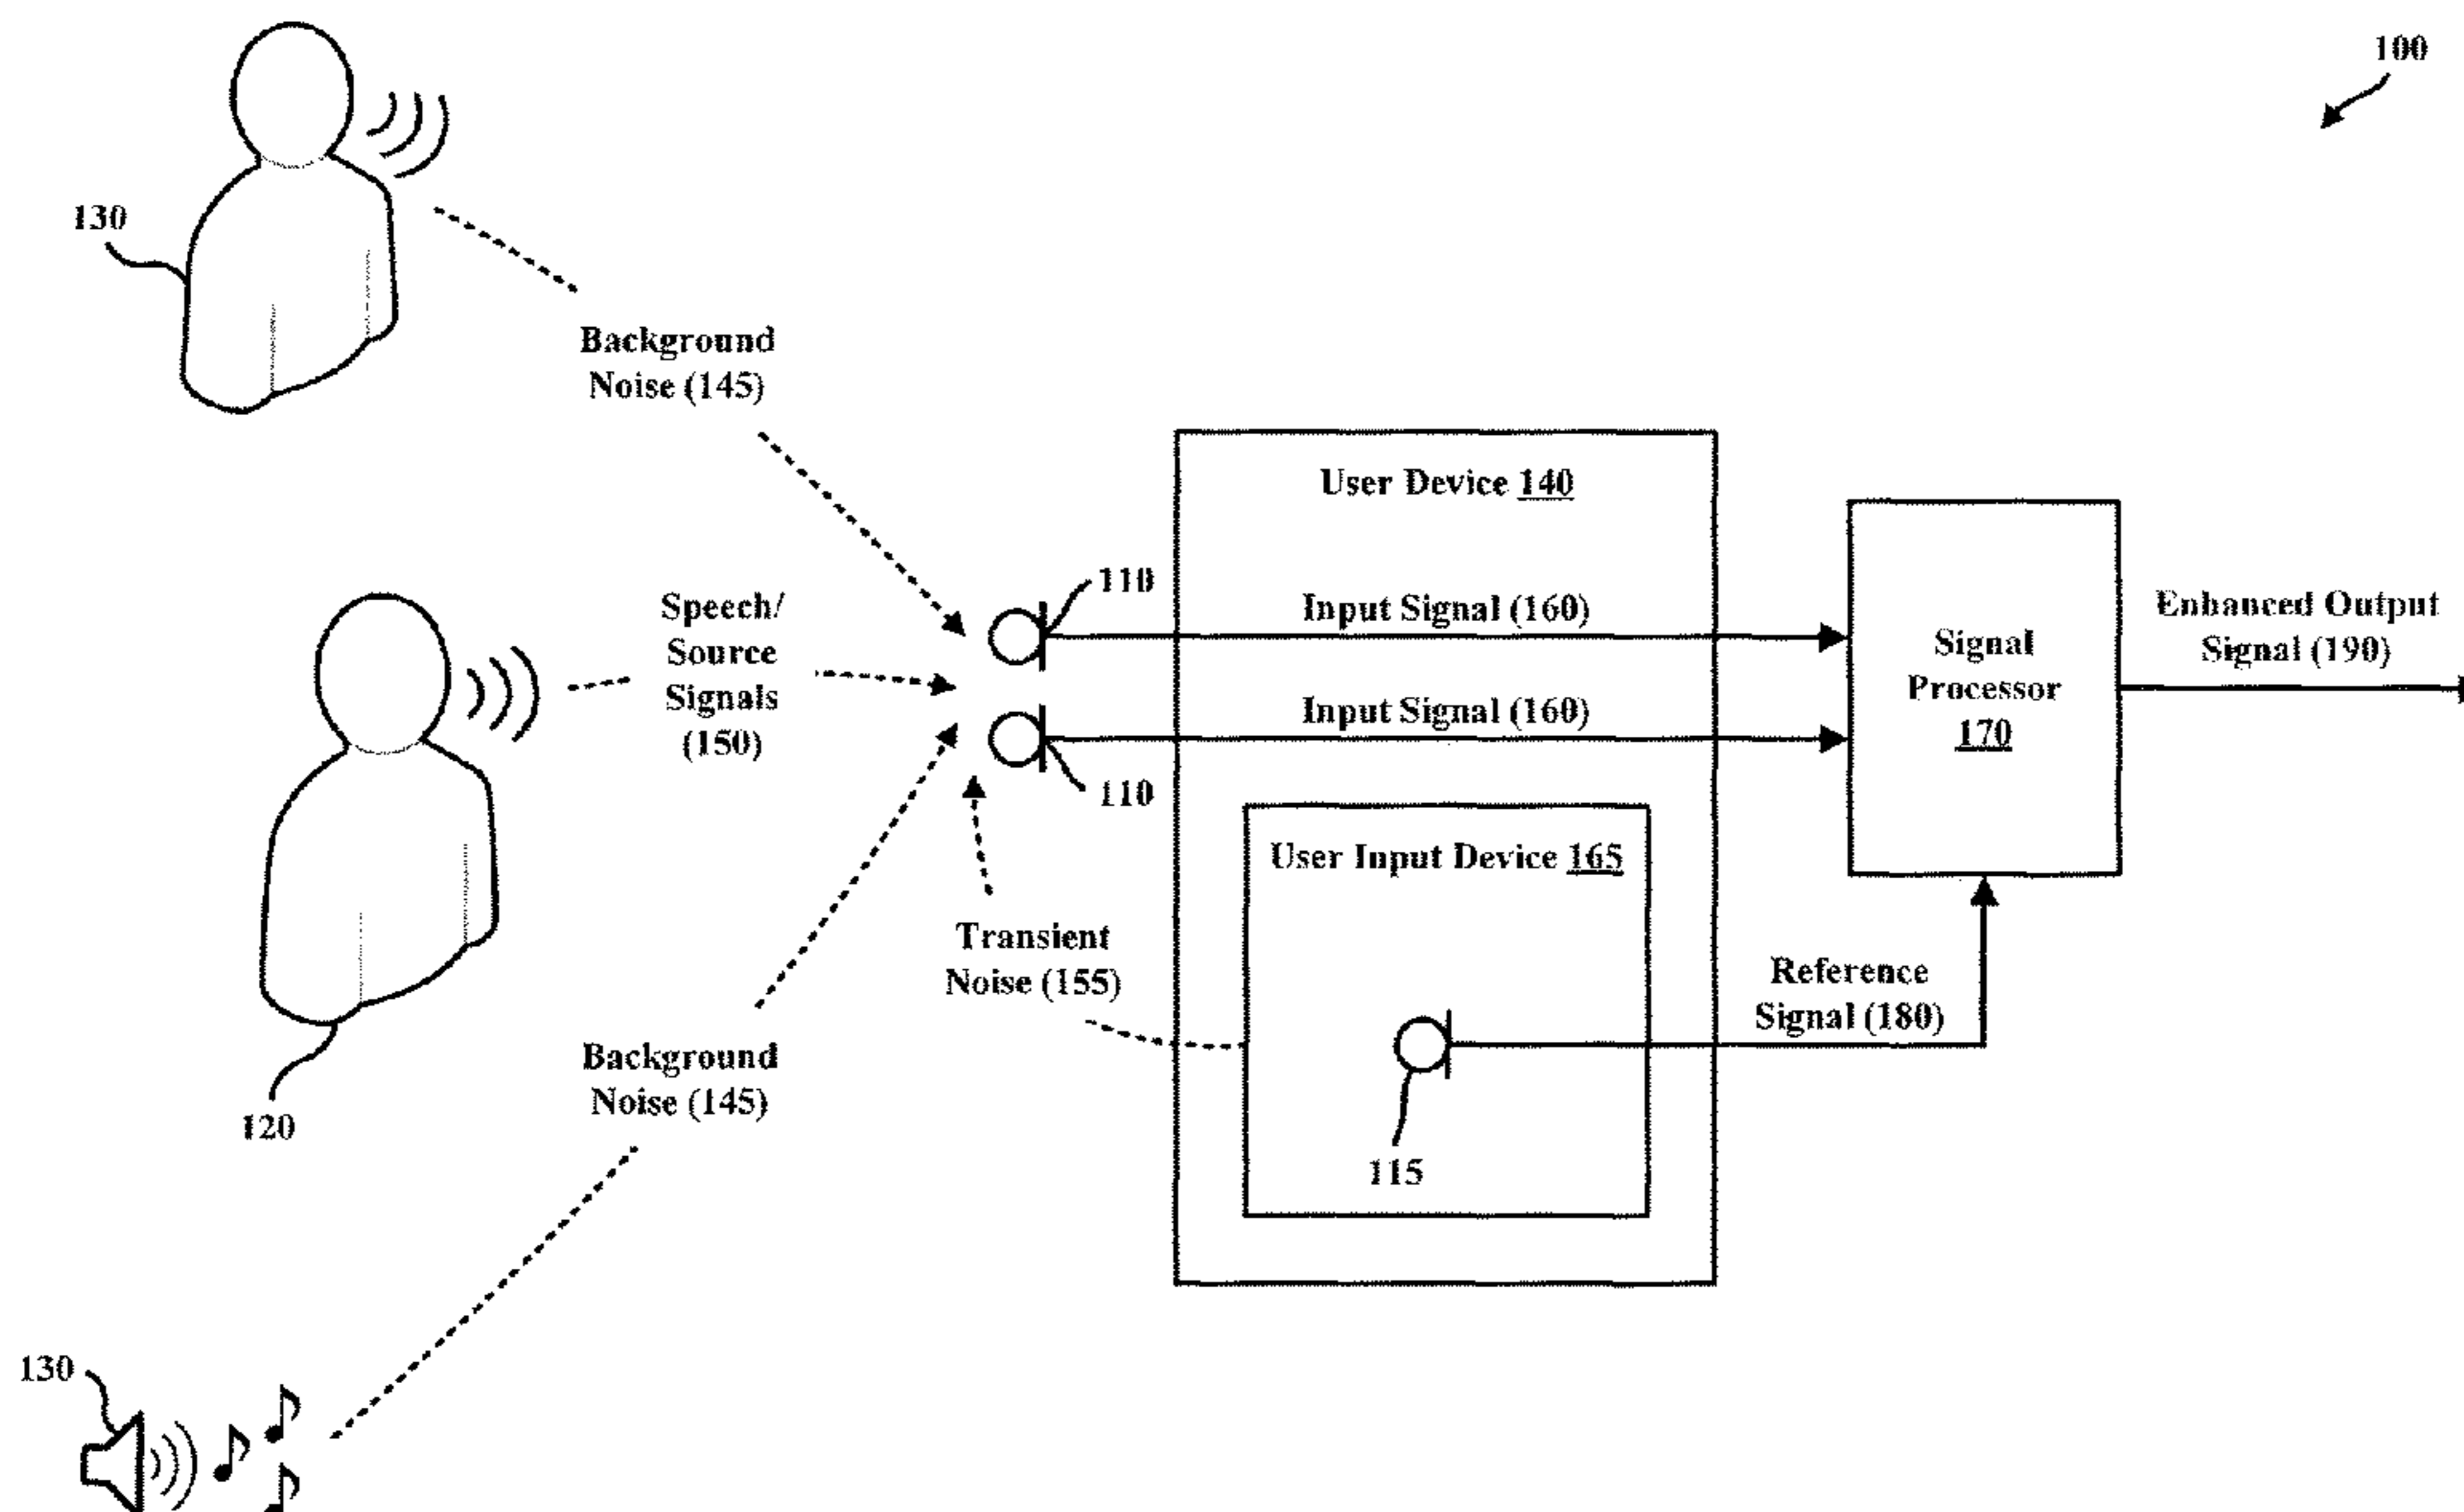 100
130
Background
Noise (145)
User Device 140
110
Speech/
Source
Signals
(150)
Input Signal (160)
Signal
Processor
170
Enhanced Output
Signal (190)
Input Signal (160)
110
User Input Device 165
Transient
Noise (155)
Reference
Signal (180)
Background
Noise (145)
120
115
130